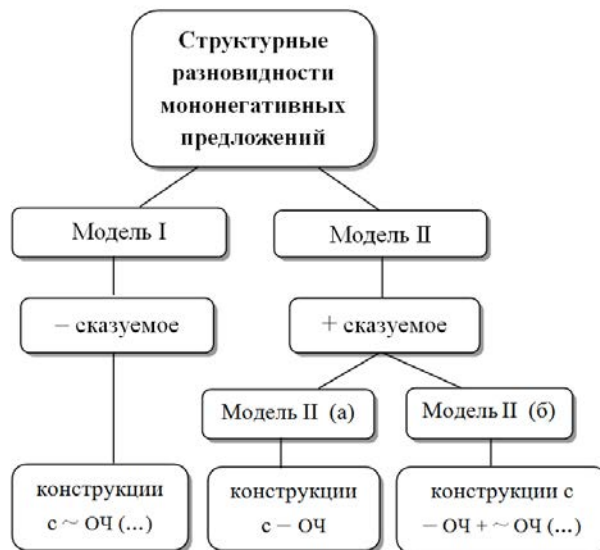 Структурные
разновидности
мононегативных
предложений
Модель I
Модель II
− сказуемое
+ сказуемое
Модель II (а)
Модель II (б)
конструкции
с ~ ОЧ (...)
конструкции
с − ОЧ
конструкции с
− ОЧ + ~ ОЧ (...)